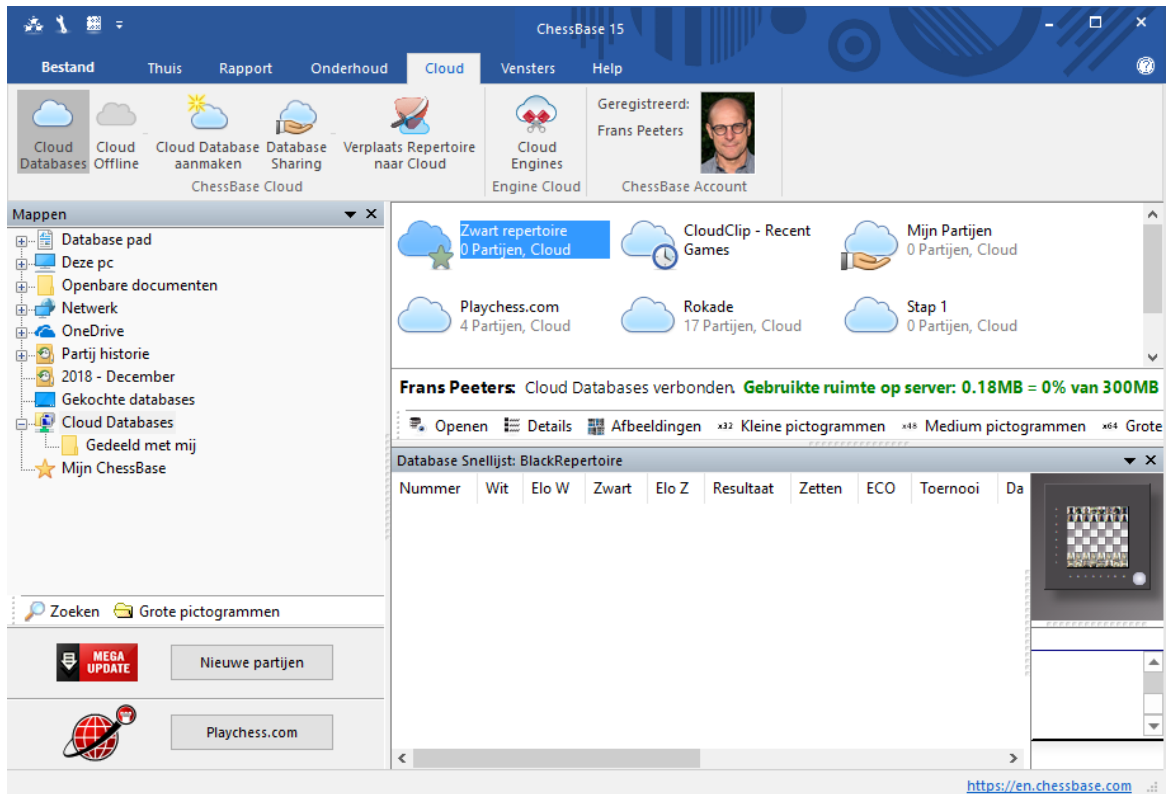 ChessBase 15
Bestand Thuis Rapport Onderhoud Cloud Vensters Help
Cloud Databases
Cloud Offline
Cloud Database aanmaken
Database Sharing
Verplaats Repertoire naar Cloud
ChessBase Cloud
Cloud Engines
Engine Cloud
Geregistreerd:
Frans Peeters
ChessBase Account
Mappen
Database pad
Deze pc
Openbare documenten
Netwerk
OneDrive
Partij historie
2018 - December
Gekochte databases
Cloud Databases
Gedeeld met mij
Mijn ChessBase
Zoeken Grote pictogrammen
MEGA
UPDATE
Nieuwe partijen
Playchess.com
Zwart repertoire
0 Partijen, Cloud
CloudClip - Recent
Games
Mijn Partijen
0 Partijen, Cloud
Playchess.com
4 Partijen, Cloud
Rokade
17 Partijen, Cloud
Stap 1
0 Partijen, Cloud
Frans Peeters: Cloud Databases verbonden. Gebruikte ruimte op server: 0.18MB = 0% van 300MB
Openen Details Afbeeldingen x32 Kleine pictogrammen x48 Medium pictogrammen x64 Grote
Database Snellijst: BlackRepertoire
Nummer Wit Elo W Zwart Elo Z Resultaat Zetten ECO Toernooi Da
https://en.chessbase.com